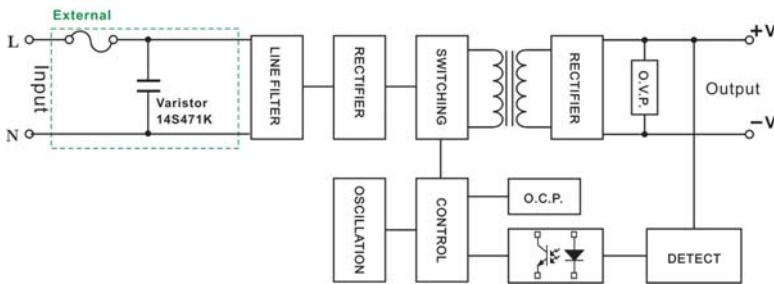 External
L
Input
N
Varistor
14S471K
LINE FILTER
RECTIFIER
SWITCHING
RECTIFIER
O.V.P.
+V
Output
-V
OSCILLATION
CONTROL
O.C.P.
DETECT